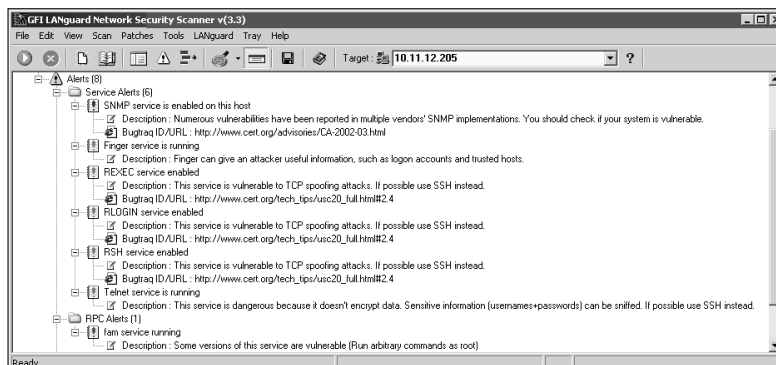 GFI LANguard Network Security Scanner v(3.3)
File Edit View Scan Patches Tools LANguard Tray Help
Target : 10.11.12.205
Alerts (8)
Service Alerts (6)
SNMP service is enabled on this host
Description : Numerous vulnerabilities have been reported in multiple vendors' SNMP implementations. You should check if your system is vulnerable.
Bugtraq ID/URL : http://www.cert.org/advisories/CA-2002-03.html
Finger service is running
Description : Finger can give an attacker useful information, such as logon accounts and trusted hosts.
REXEC service enabled
Description : This service is vulnerable to TCP spoofing attacks. If possible use SSH instead.
Bugtraq ID/URL : http://www.cert.org/tech_tips/usc20_full.html#2.4
RLOGIN service enabled
Description : This service is vulnerable to TCP spoofing attacks. If possible use SSH instead.
Bugtraq ID/URL : http://www.cert.org/tech_tips/usc20_full.html#2.4
RSH service enabled
Description : This service is vulnerable to TCP spoofing attacks. If possible use SSH instead.
Bugtraq ID/URL : http://www.cert.org/tech_tips/usc20_full.html#2.4
Telnet service is running
Description : This service is dangerous because it doesn't encrypt data. Sensitive information (usernames+passwords) can be sniffed. If possible use SSH instead.
RPC Alerts (1)
fam service running
Description : Some versions of this service are vulnerable (Run arbitrary commands as root)
Ready